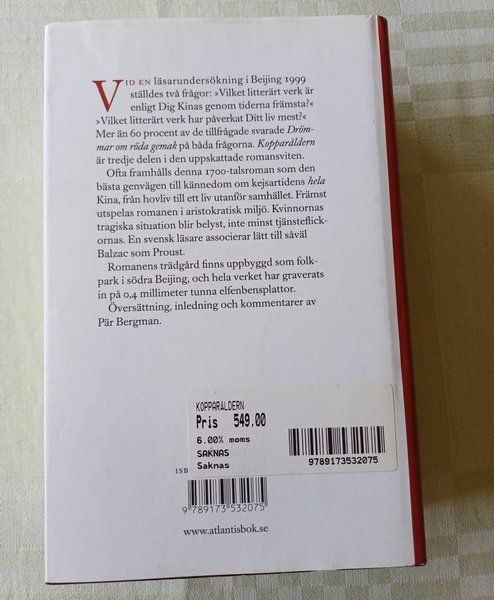 VID EN läsarundersökning i Beijing 1999
ställdes två frågor: »Vilket litterärt verk är
enligt Dig Kinas genom tiderna främsta?«
»Vilket litterärt verk har påverkat Ditt liv mest?«
Mer än 60 procent av de tillfrågade svarade Dröm-
mar om röda gemak på båda frågorna. Kopparåldern
är tredje delen i den uppskattade romansviten.
Ofta framhålls denna 1700-talsroman som den
bästa genvägen till kännedom om kejsartidens hela
Kina, från hovliv till ett liv utanför samhället. Främst
utspelas romanen i aristokratisk miljö. Kvinnornas
tragiska situation blir belyst, inte minst tjänsteflick-
ornas. En svensk läsare associerar lätt till såväl
Balzac som Proust.
Romanens trädgård finns uppbyggd som folk-
park i södra Beijing, och hela verket har graverats
in på 0,4 millimeter tunna elfenbensplattor.
Översättning, inledning och kommentarer av
Pär Bergman.
KOPPARÅLDERN
Pris 549.00
6.00% moms
SAKNAS
Saknas
9789173532075
ISB
9 789173 532075
www.atlantisbok.se